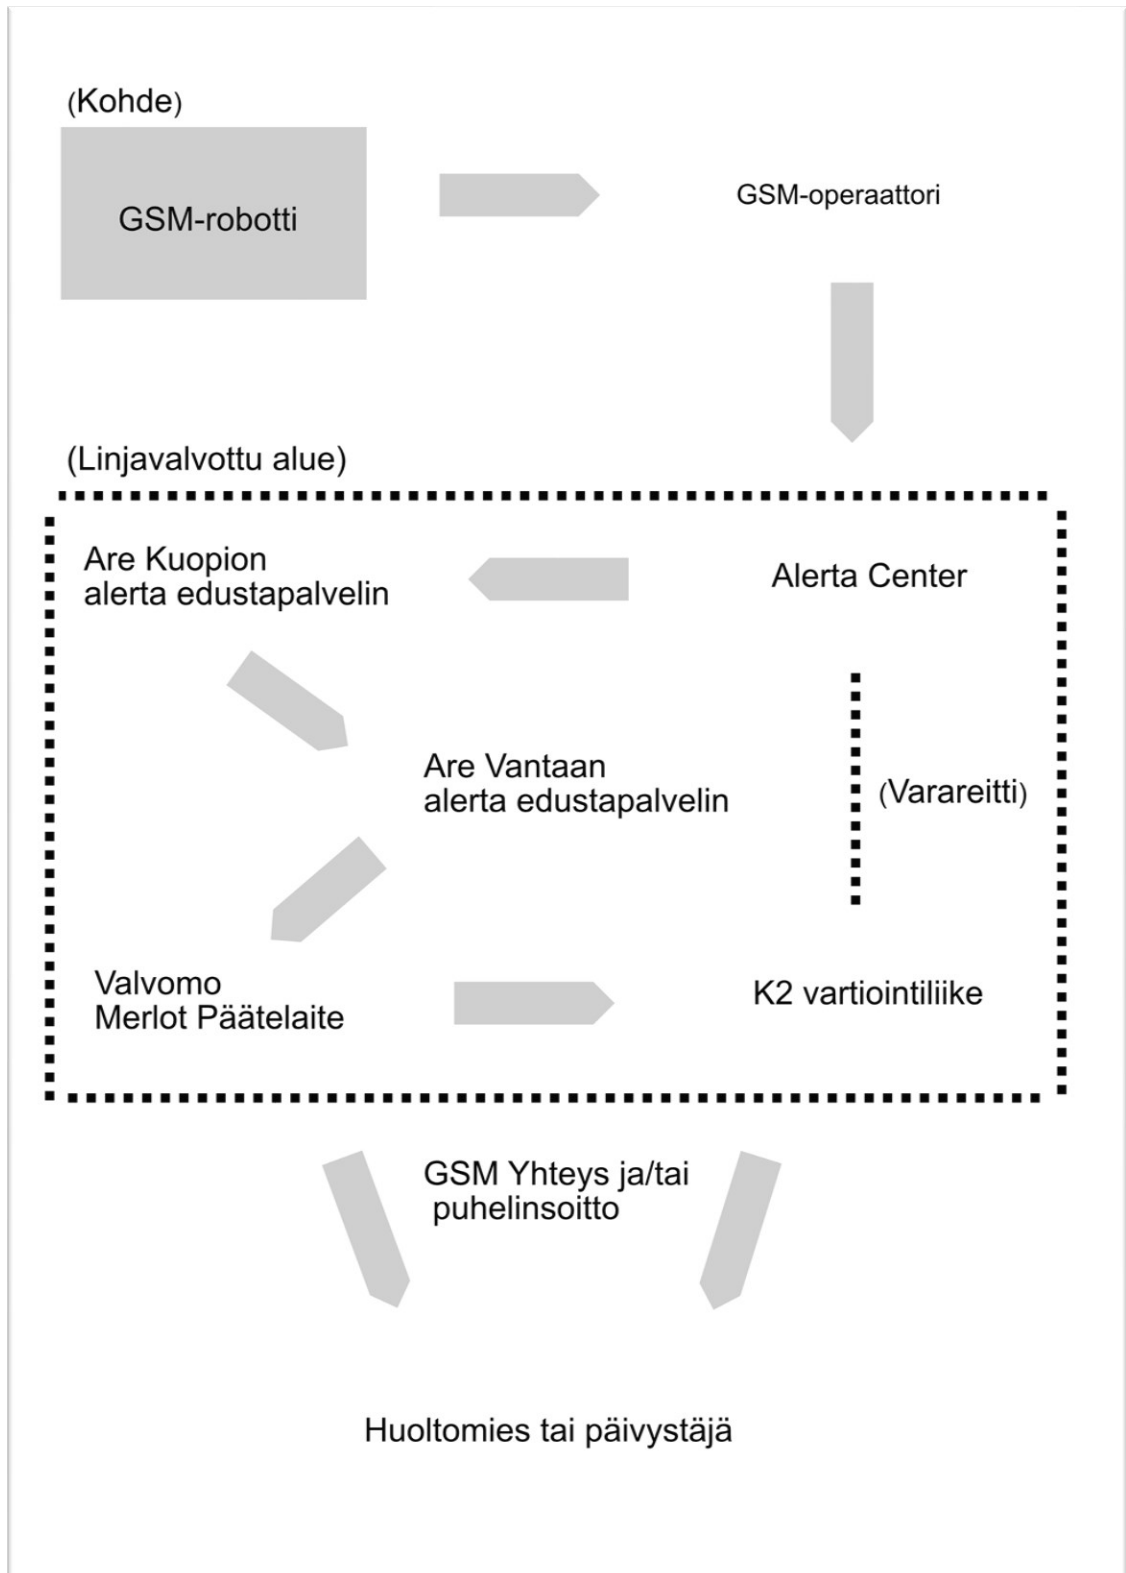 (Kohde)
GSM-robotti
GSM-operaattori
(Linjavalvottu alue)
Are Kuopion
alerta edustapalvelin
Alerta Center
Are Vantaan
alerta edustapalvelin
(Varareitti)
Valvomo
Merlot Päätelaite
K2 vartiointiliike
GSM Yhteys ja/tai
puhelinsoitto
Huoltomies tai päivystäjä